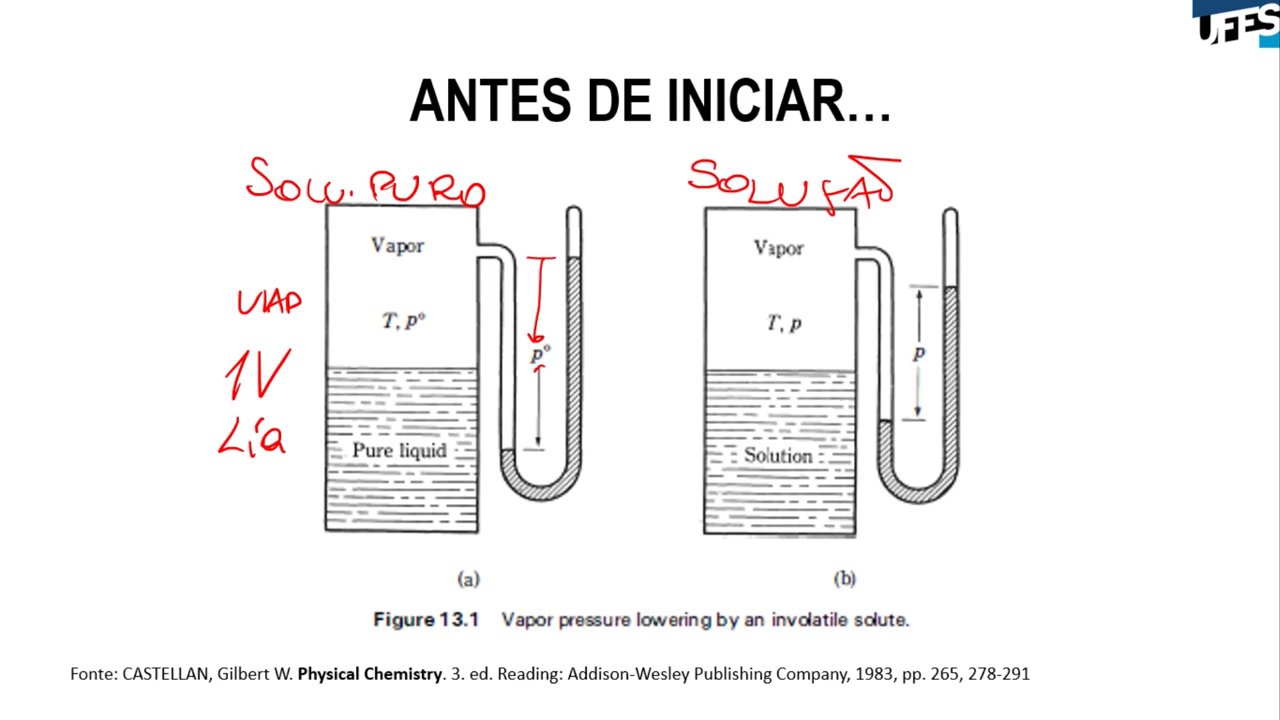 UFES
ANTES DE INICIAR...
SOLV. PURO
SOLUÇÃO
Vapor
Vapor
VAP
T, p°
T, p
1V
p°
p
LÍQ
Pure liquid
Solution
(a)
(b)
Figure 13.1 Vapor pressure lowering by an involatile solute.
Fonte: CASTELLAN, Gilbert W. Physical Chemistry. 3. ed. Reading: Addison-Wesley Publishing Company, 1983, pp. 265, 278-291